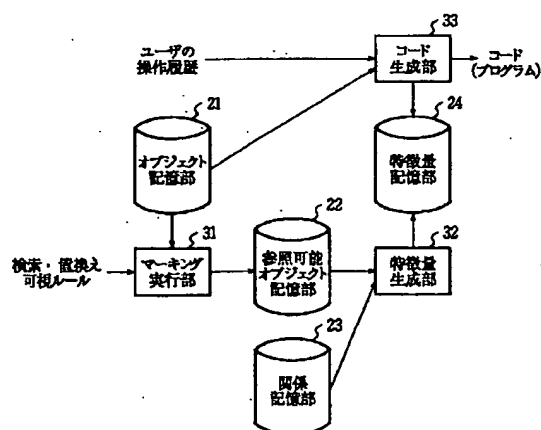 33
ユーザの
操作履歴
コード
生成部
コード
(プログラム)
21
24
オブジェクト
記憶部
特徴量
記憶部
22
31
32
検索・置換え
可視ルール
マーキング
実行部
参照可能
オブジェクト
記憶部
特徴量
生成部
23
関係
記憶部